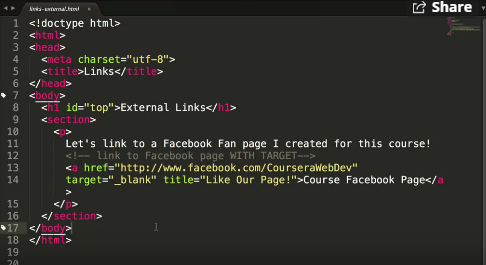 links-external.html
Share
1 <!doctype html>
2 <html>
3 <head>
4 <meta charset="utf-8">
5 <title>Links</title>
6 </head>
7 <body>
8 <h1 id="top">External Links</h1>
9 <section>
10 <p>
11 Let's link to a Facebook Fan page I created for this course!
12 <!-- link to Facebook page WITH TARGET-->
13 <a href="http://www.facebook.com/CourseraWebDev"
14 target="_blank" title="Like Our Page!">Course Facebook Page</a
>
15 </p>
16 </section>
17 </body>
18 </html>
19
20